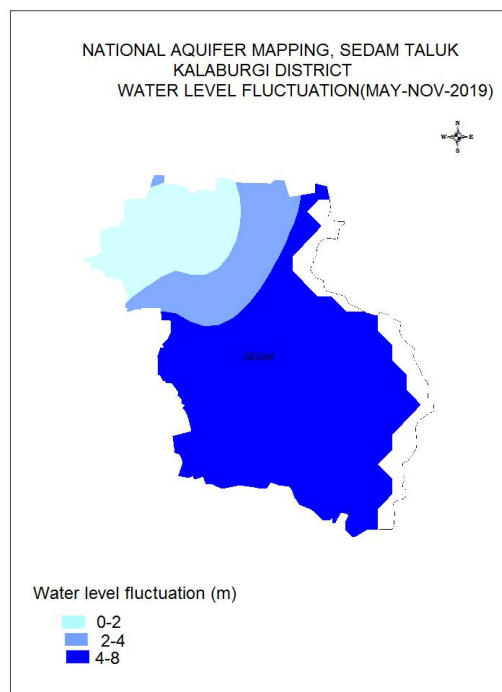 NATIONAL AQUIFER MAPPING, SEDAM TALUK
KALABURGI DISTRICT
WATER LEVEL FLUCTUATION(MAY-NOV-2019)
N
W E
S
SEDAM
Water level fluctuation (m)
0-2
2-4
4-8